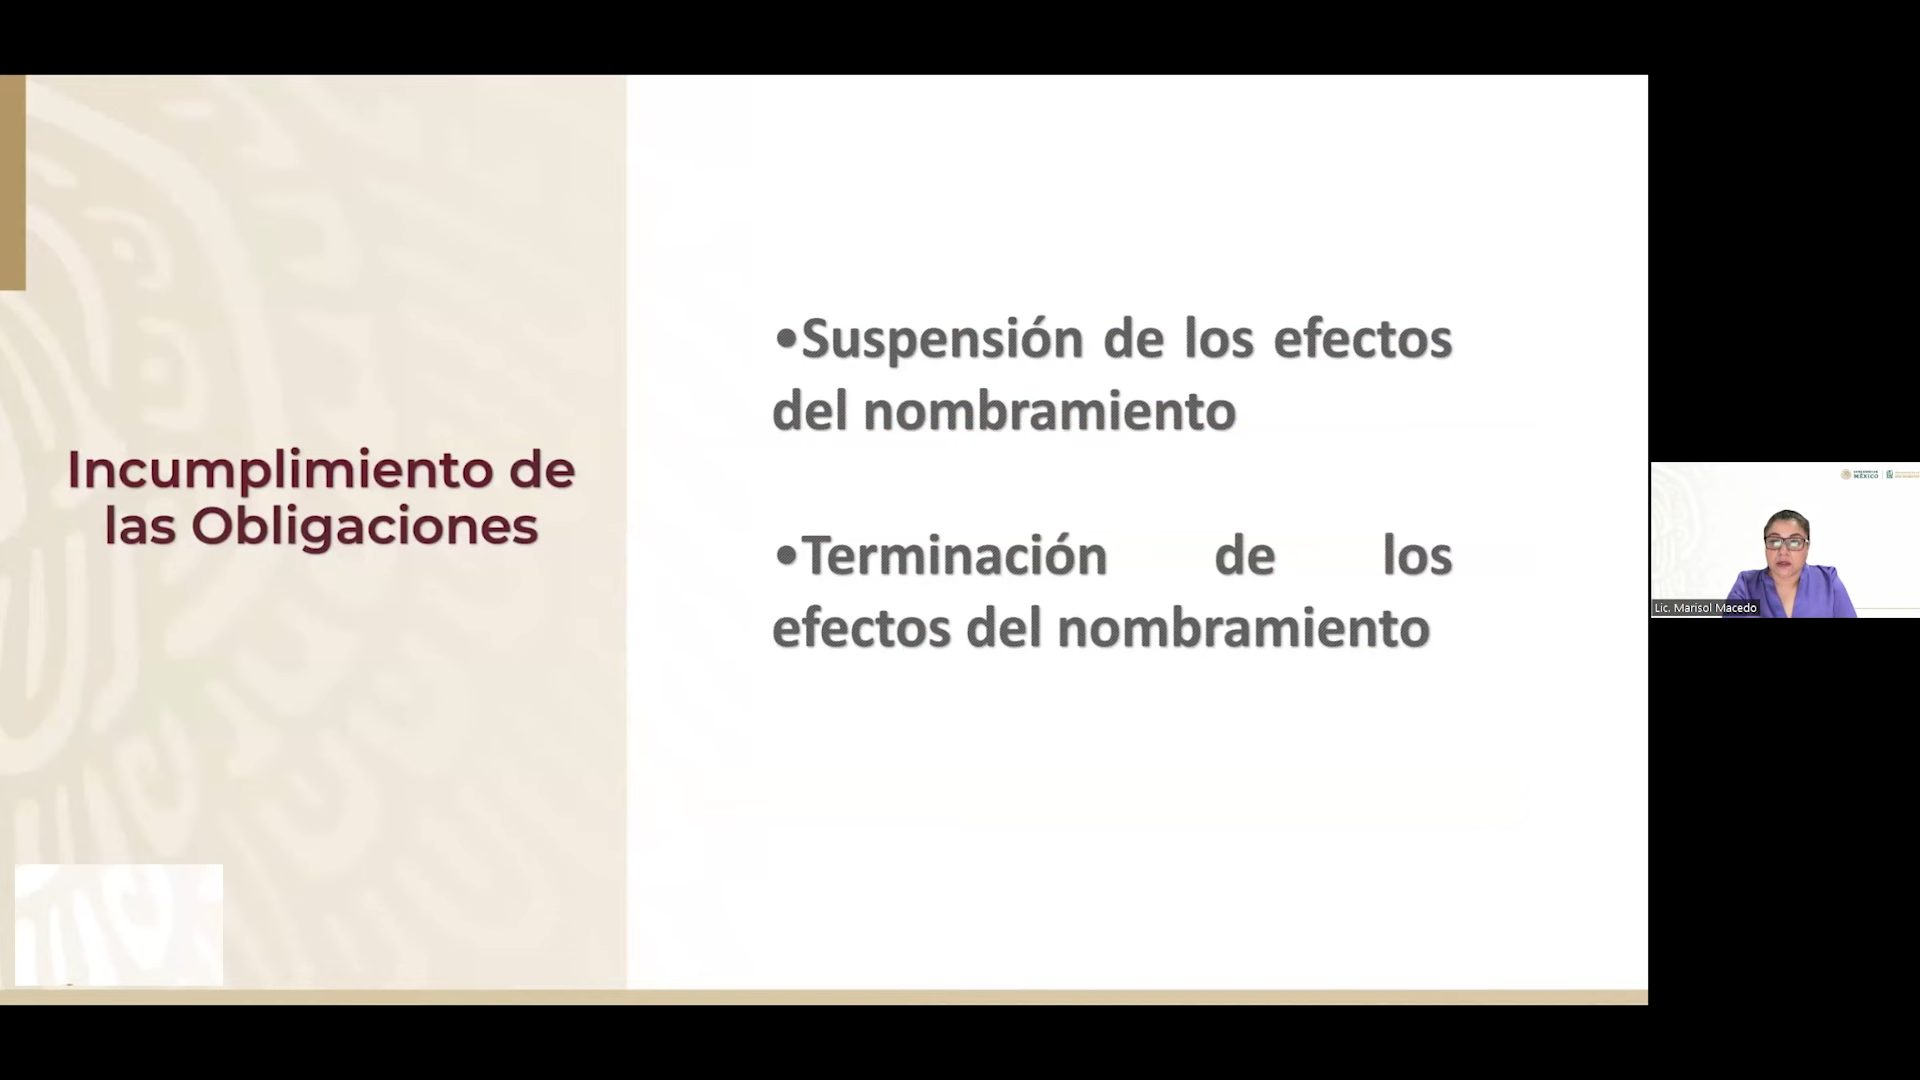 Incumplimiento de
las Obligaciones
•Suspensión de los efectos
del nombramiento
•Terminación de los
efectos del nombramiento
MÉXICO
Lic. Marisol Macedo